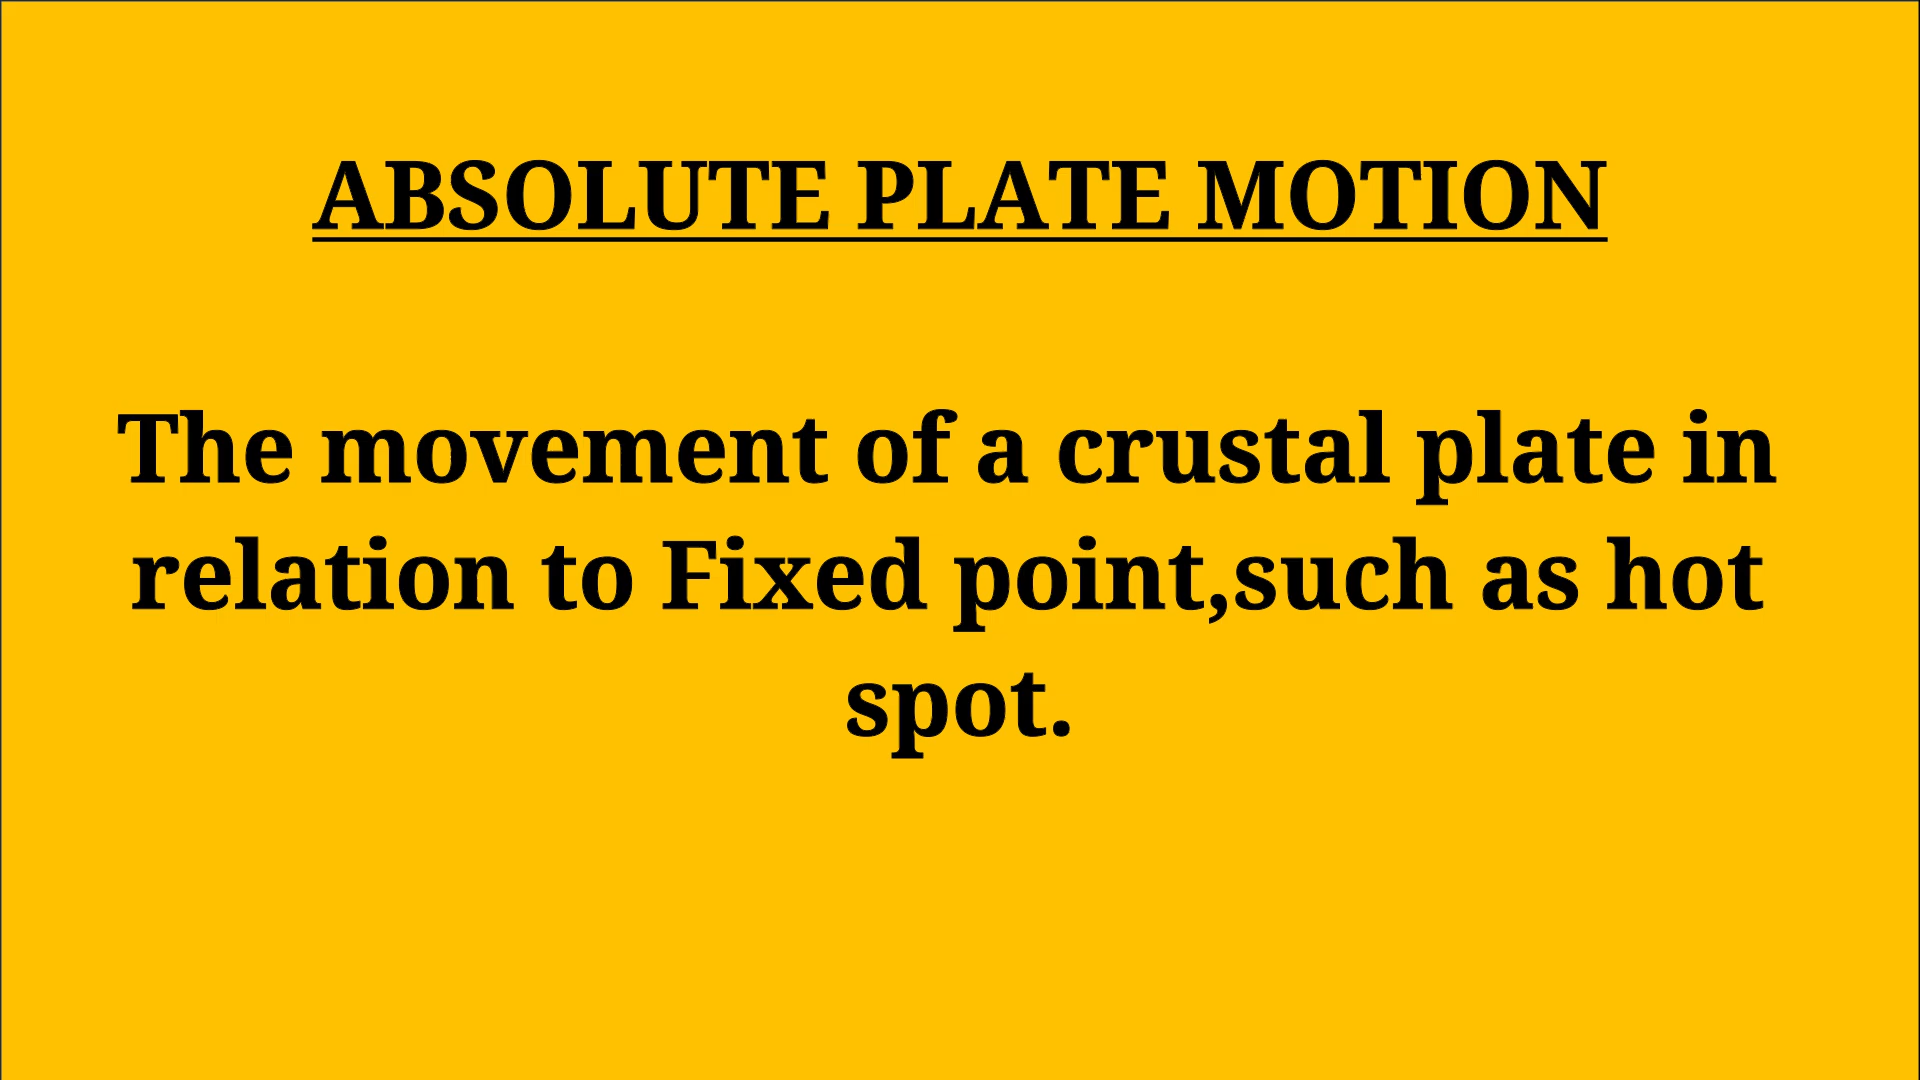 ABSOLUTE PLATE MOTION
The movement of a crustal plate in
relation to Fixed point,such as hot
spot.